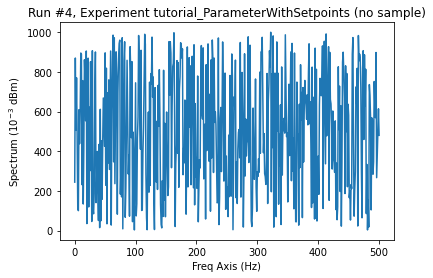 Run #4, Experiment tutorial_ParameterWithSetpoints (no sample)
1000
800
600
400
200
0
Spectrum (10⁻³ dBm)
0 100 200 300 400 500
Freq Axis (Hz)